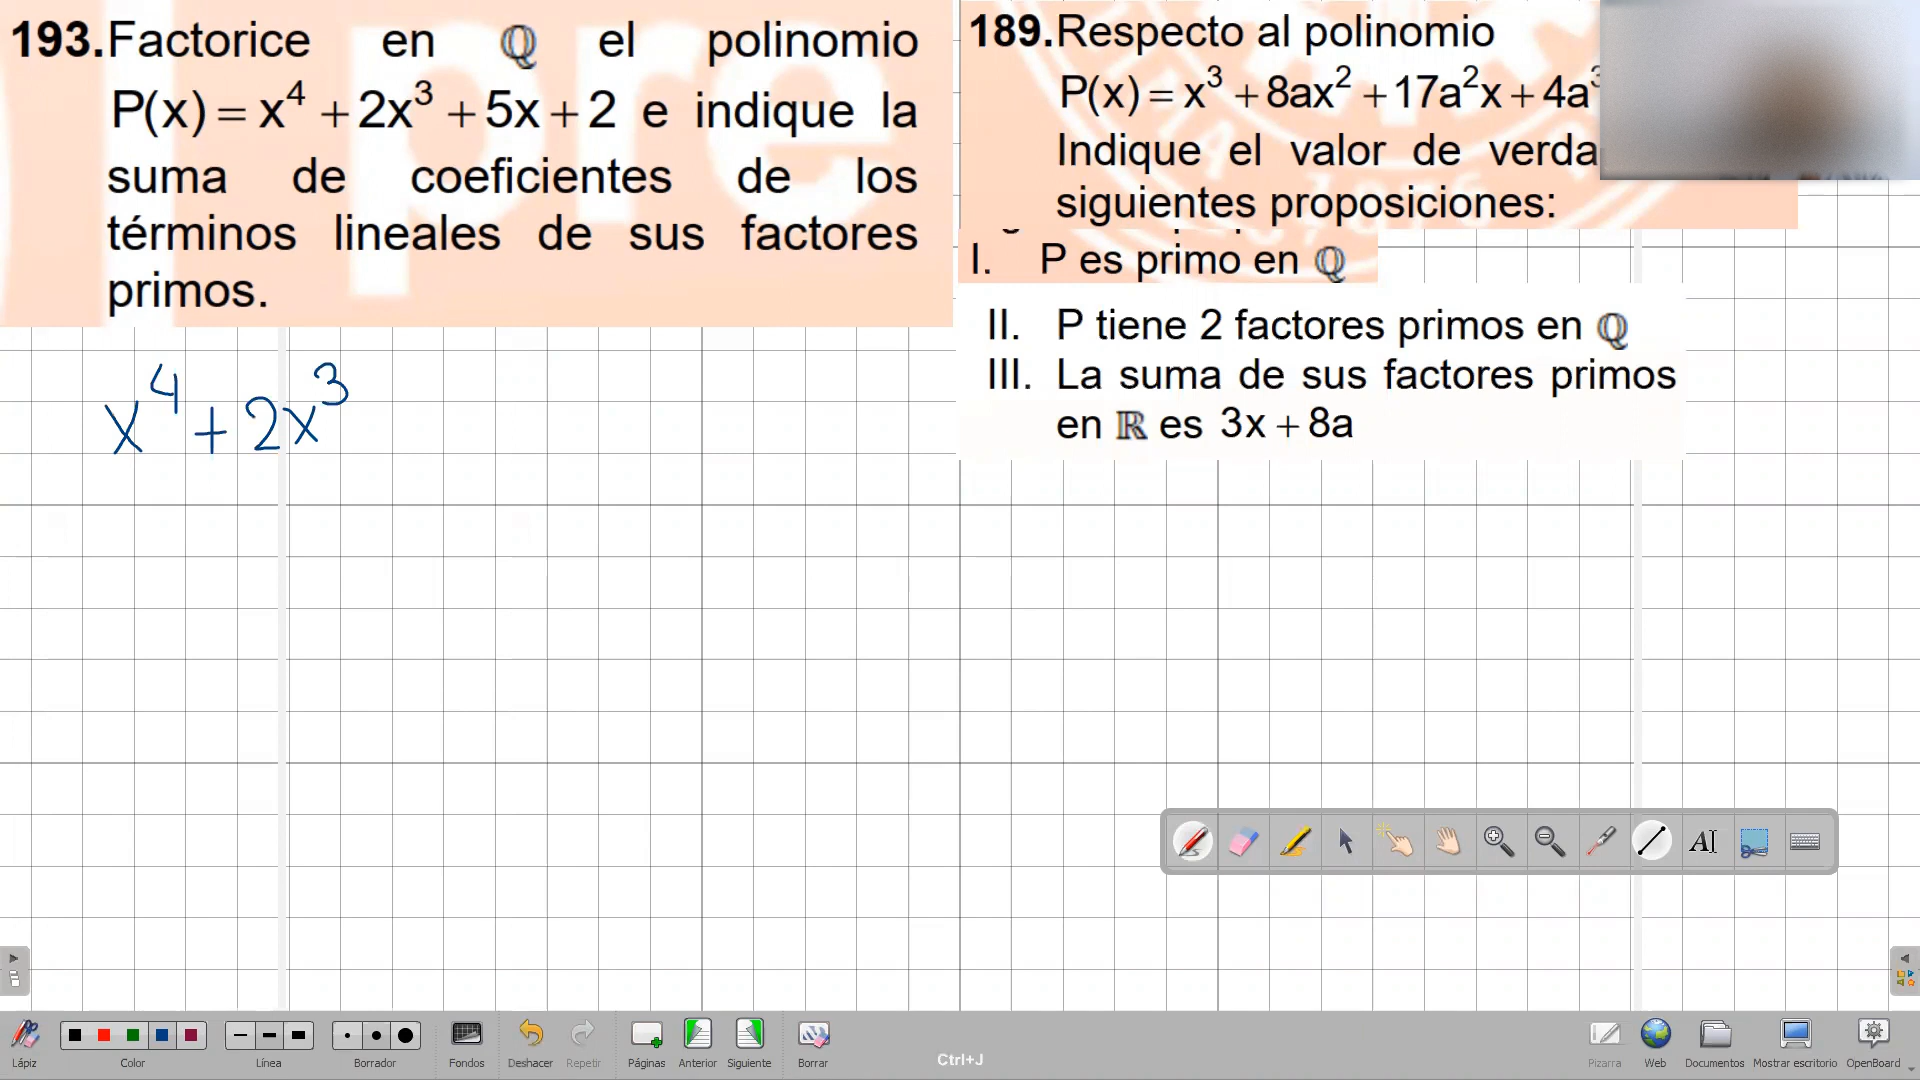 193. Factorice en ℚ el polinomio
P(x) = x⁴ + 2x³ + 5x + 2 e indique la
suma de coeficientes de los
términos lineales de sus factores
primos.
x⁴ + 2x³
189. Respecto al polinomio
P(x) = x³ + 8ax² + 17a²x + 4a³
Indique el valor de
siguientes proposiciones:
I. P es primo en ℚ
II. P tiene 2 factores primos en ℚ
III. La suma de sus factores primos
en ℝ es 3x + 8a
Lápiz
Color
Línea
Borrador
Fondos
Deshacer
Repetir
Páginas
Anterior
Siguiente
Borrar
Ctrl+J
Pizarra
Web
Documentos
Mostrar escritorio
OpenBoard